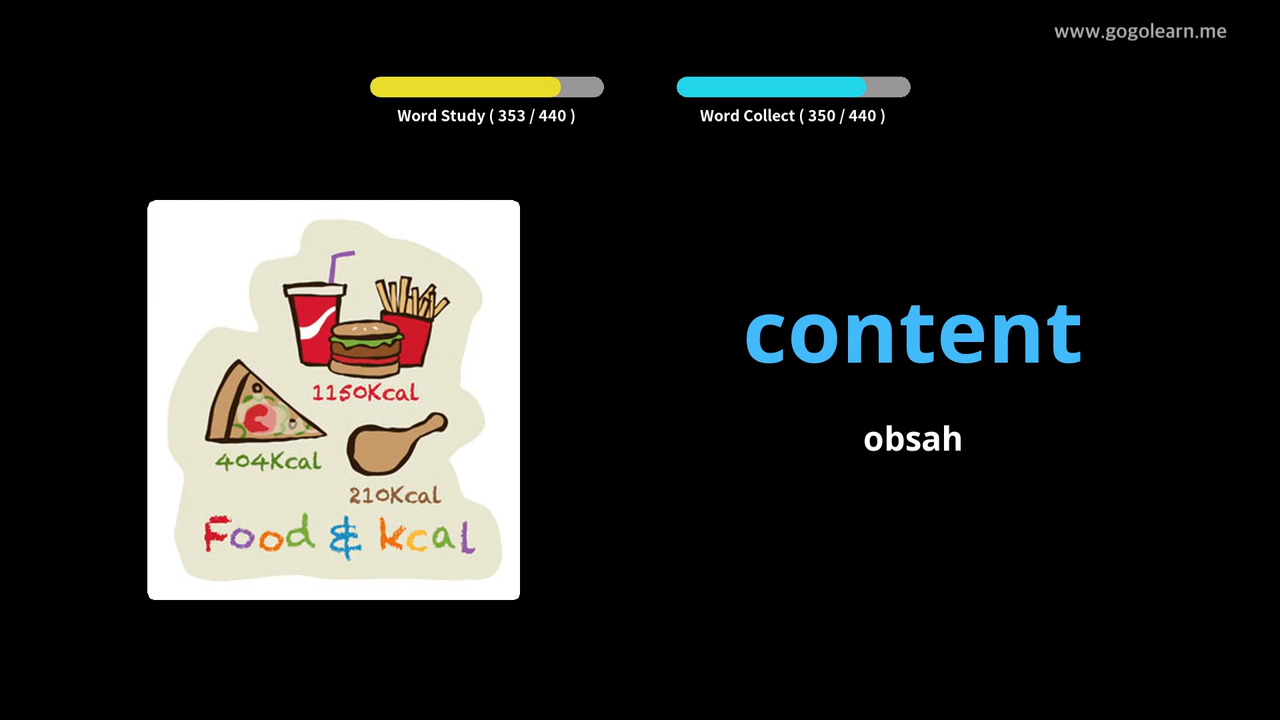 www.gogolearn.me
Word Study ( 353 / 440 )
Word Collect ( 350 / 440 )
1150Kcal
404Kcal
210Kcal
Food & kcal
content
obsah